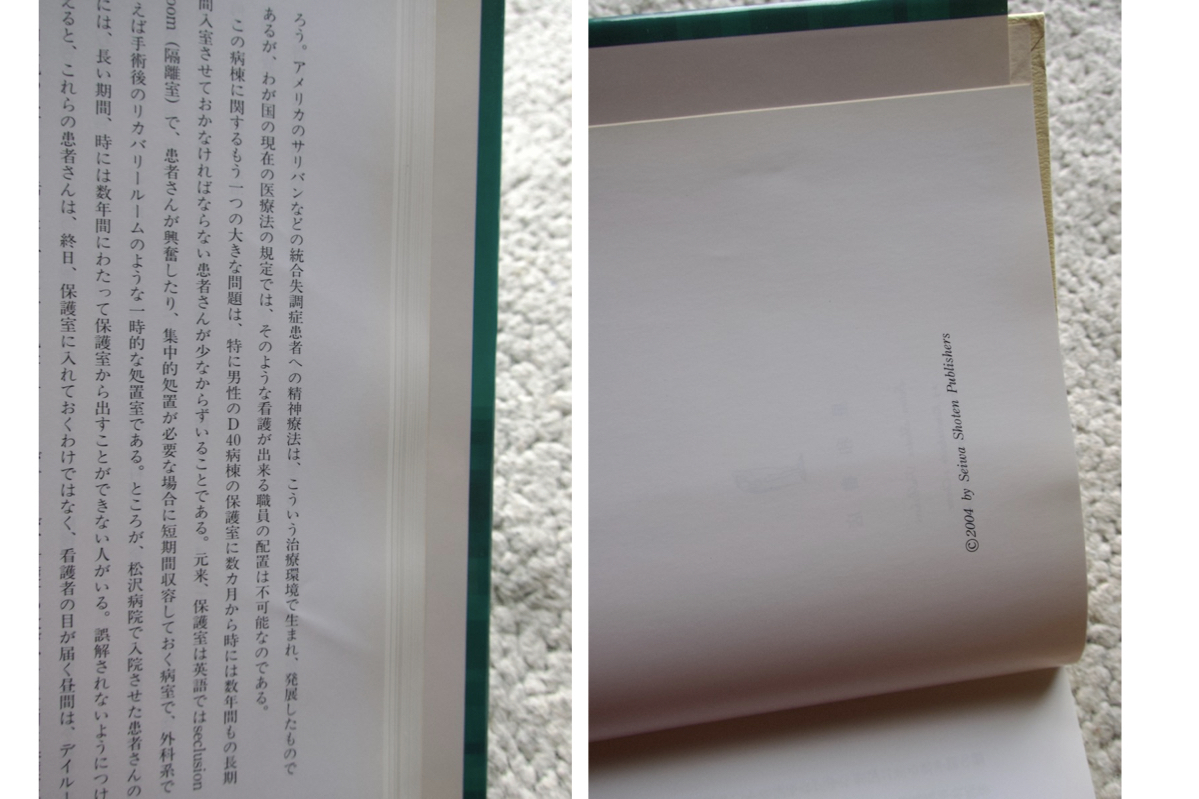 ろう。アメリカのサリバンなどの統合失調症患者への精神療法は、こういう治療環境で生まれ、発展したもので
あるが、わが国の現在の医療法の規定では、そのような看護が出来る職員の配置は不可能なのである。
この病棟に関するもう一つの大きな問題は、特に男性のD40病棟の保護室に数カ月から時には数年間もの長期
間入室させておかなければならない患者さんが少なからずいることである。元来、保護室は英語ではseclusion
room（隔離室）で、患者さんが興奮したり、集中的処置が必要な場合に短期間収容しておく病室で、外科系で
えば手術後のリカバリールームのような一時的な処置室である。ところが、松沢病院で入院させた患者さんの
には、長い期間、時には数年間にわたって保護室から出すことができない人がいる。誤解されないようにつけ
えると、これらの患者さんは、終日、保護室に入れておくわけではなく、看護者の目が届く昼間は、デイルー
©2004 by Seiwa Shoten Publishers